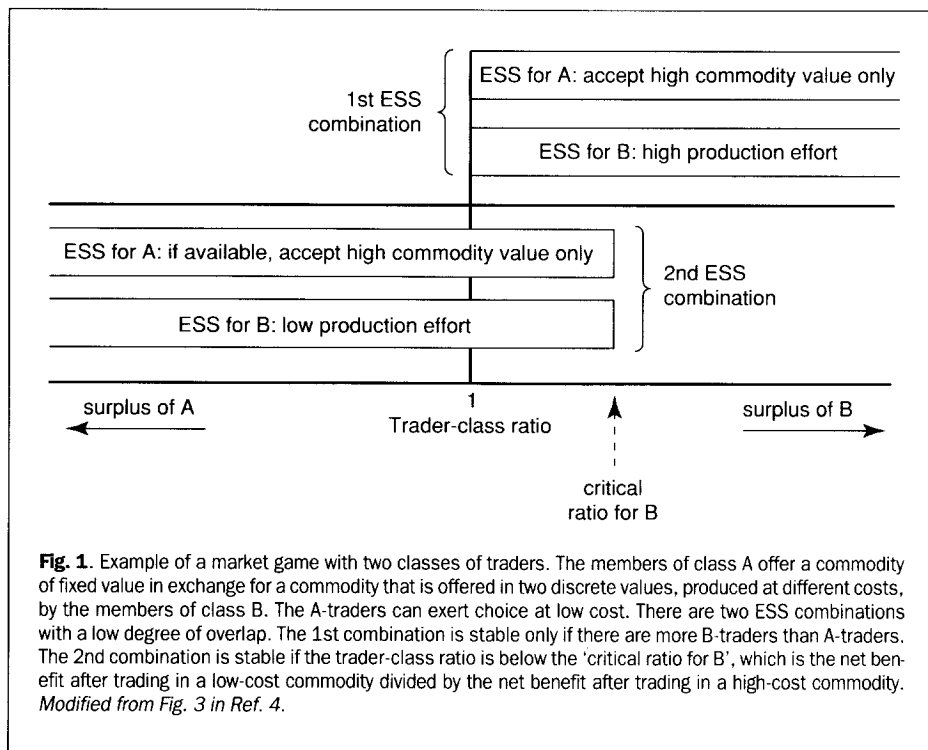 1st ESS
combination
ESS for A: accept high commodity value only
ESS for B: high production effort
ESS for A: if available, accept high commodity value only
ESS for B: low production effort
2nd ESS
combination
surplus of A
1
Trader-class ratio
surplus of B
critical
ratio for B
Fig. 1. Example of a market game with two classes of traders. The members of class A offer a commodity
of fixed value in exchange for a commodity that is offered in two discrete values, produced at different costs,
by the members of class B. The A-traders can exert choice at low cost. There are two ESS combinations
with a low degree of overlap. The 1st combination is stable only if there are more B-traders than A-traders.
The 2nd combination is stable if the trader-class ratio is below the ‘critical ratio for B’, which is the net ben-
efit after trading in a low-cost commodity divided by the net benefit after trading in a high-cost commodity.
Modified from Fig. 3 in Ref. 4.